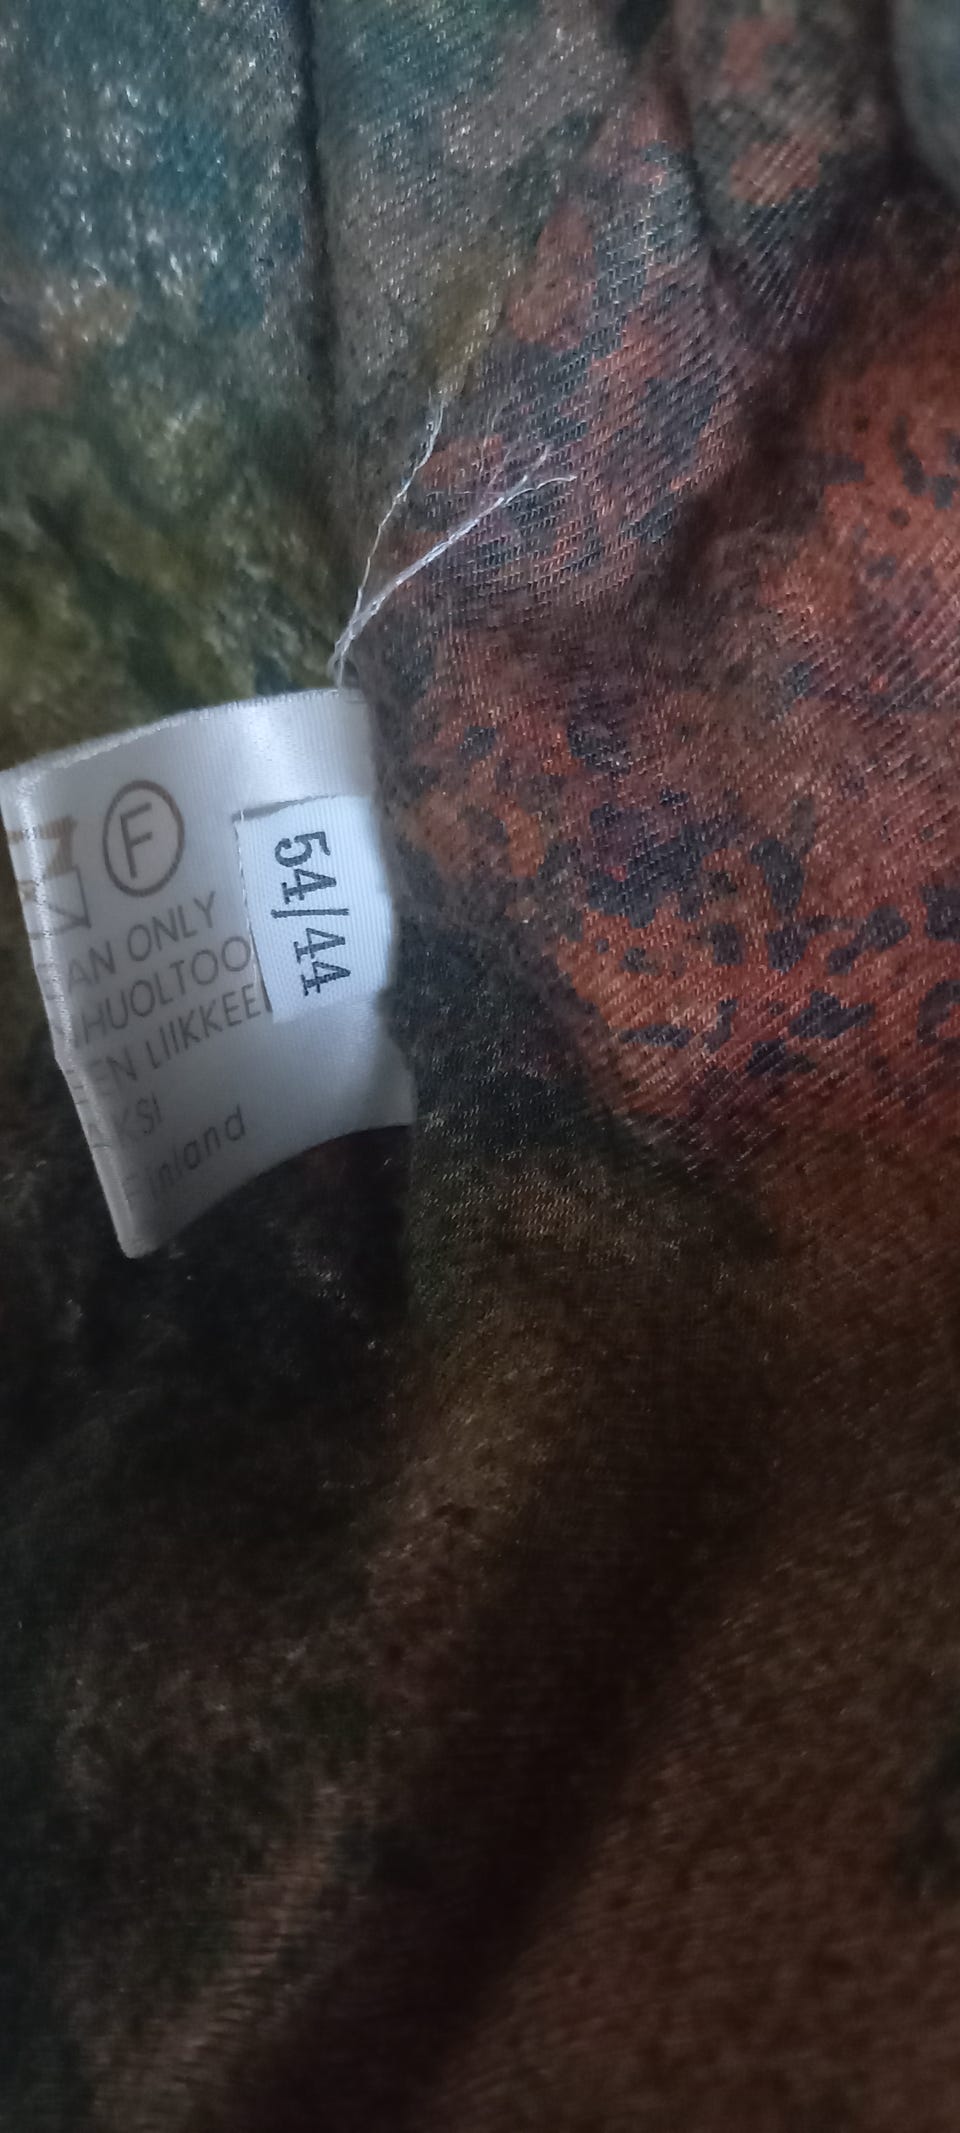 F
54/44
AN ONLY
HUOLTOO
EN LIIKKEE
KSI
Finland